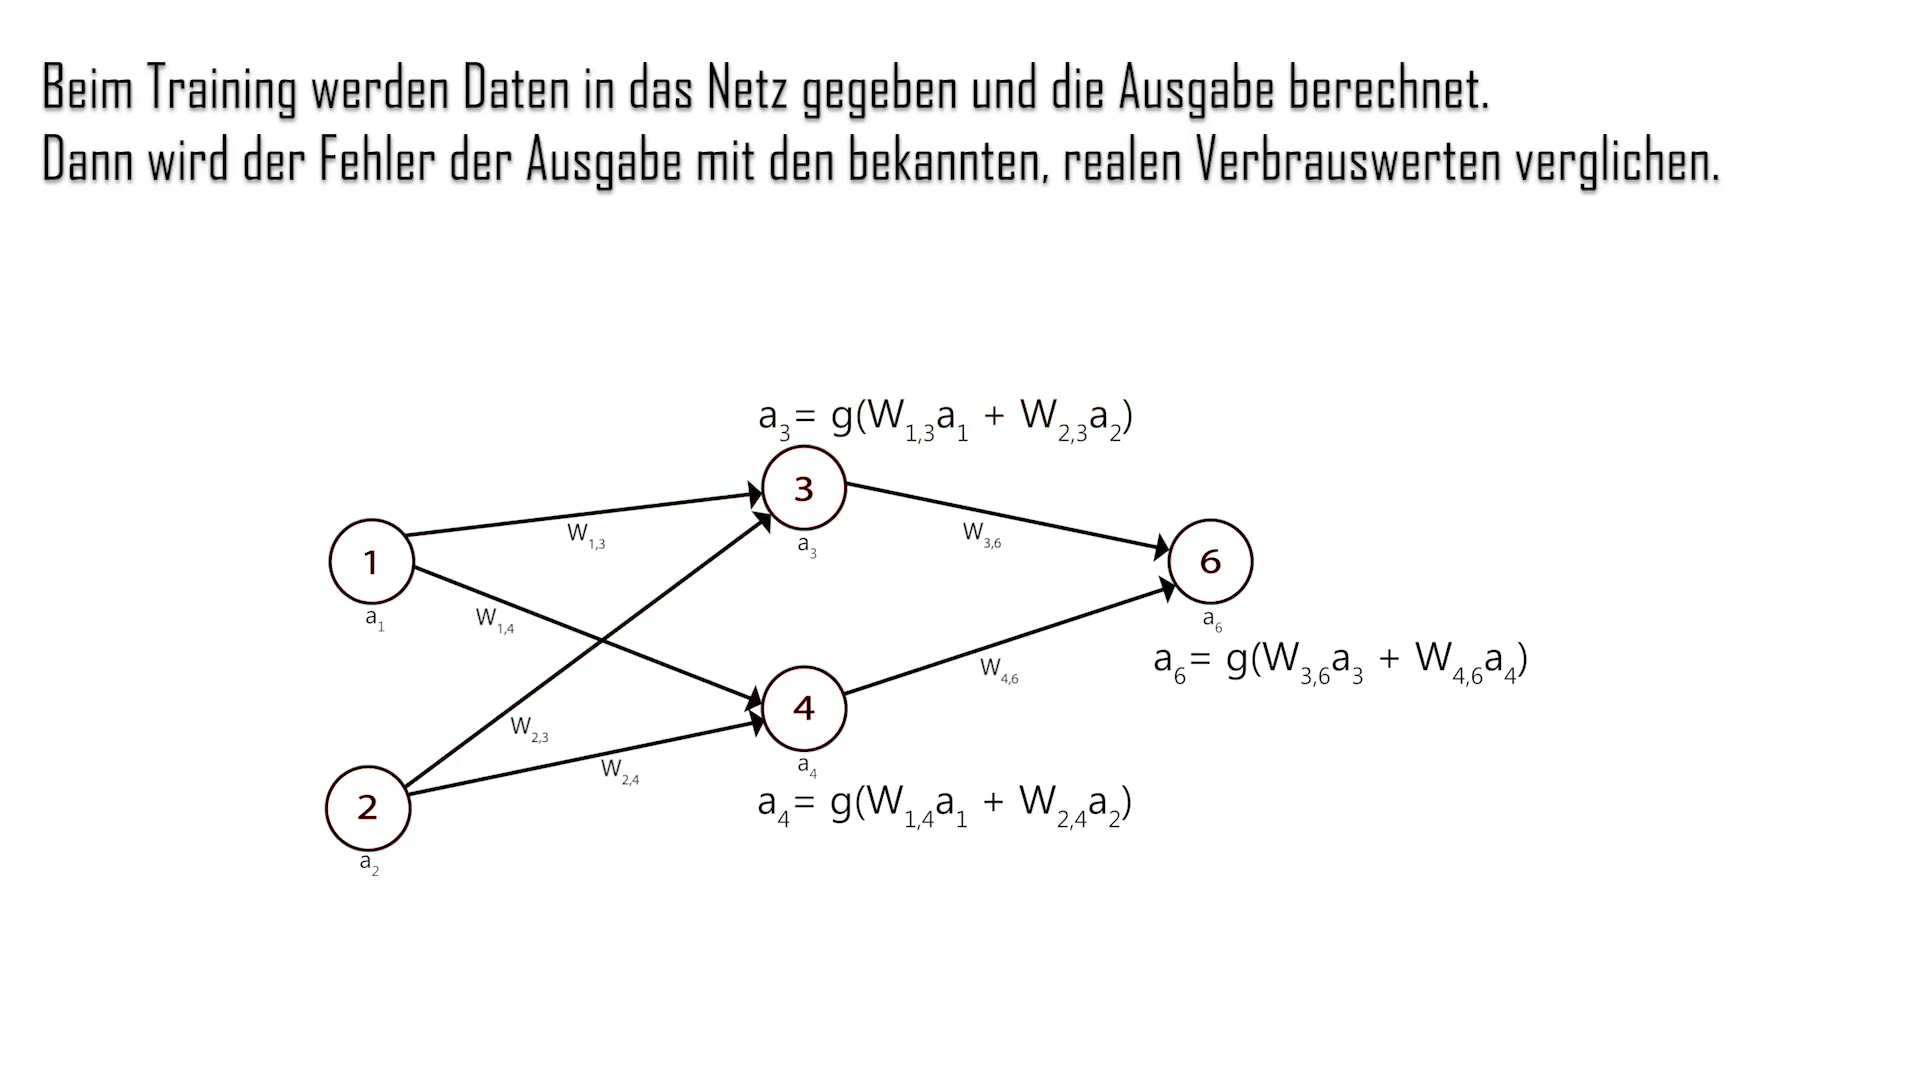 Beim Training werden Daten in das Netz gegeben und die Ausgabe berechnet.
Dann wird der Fehler der Ausgabe mit den bekannten, realen Verbrauswerten verglichen.
a₃= g(W₁,₃a₁ + W₂,₃a₂)
3
a₃
W₁,₃
W₃,₆
1
a₁
6
a₆
W₁,₄
a₆= g(W₃,₆a₃ + W₄,₆a₄)
W₄,₆
W₂,₃
4
a₄
W₂,₄
2
a₂
a₄= g(W₁,₄a₁ + W₂,₄a₂)